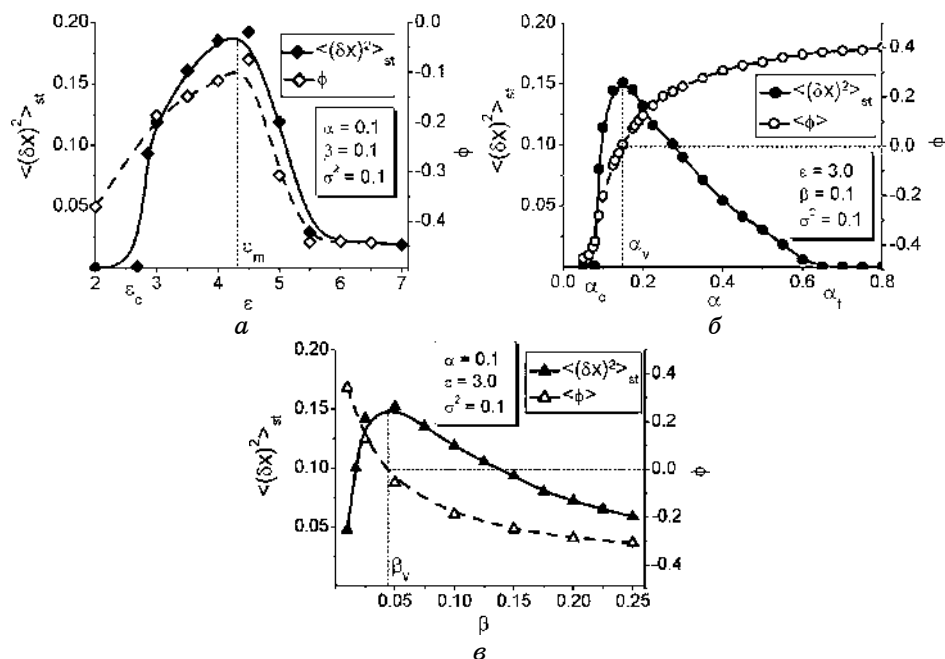 a
0.20
0.15
0.10
0.05
<(δx)²>st
0.0
-0.1
-0.2
-0.3
-0.4
ϕ
<(δx)²>st
ϕ
α = 0.1
β = 0.1
σ² = 0.1
2 3 4 5 6 7
εc
εm
ε
а
б
0.20
0.15
0.10
0.05
<(δx)²>st
0.4
0.2
0.0
-0.2
-0.4
ϕ
<(δx)²>st
<ϕ>
ε = 3.0
β = 0.1
σ² = 0.1
αv
0.0 0.2 0.4 0.6 0.8
αc
α
αt
б
0.20
0.15
0.10
0.05
<(δx)²>st
α = 0.1
ε = 3.0
σ² = 0.1
<(δx)²>st
<ϕ>
0.4
0.2
0.0
-0.2
-0.4
ϕ
βv
0.05 0.10 0.15 0.20 0.25
β
в